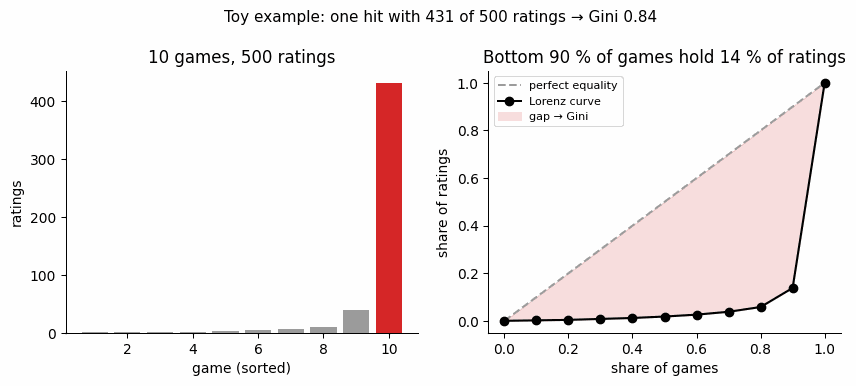 Toy example: one hit with 431 of 500 ratings → Gini 0.84
10 games, 500 ratings
400
300
200
100
0
ratings
2
4
6
8
10
game (sorted)
Bottom 90 % of games hold 14 % of ratings
perfect equality
Lorenz curve
gap → Gini
1.0
0.8
0.6
0.4
0.2
0.0
share of ratings
0.0
0.2
0.4
0.6
0.8
1.0
share of games